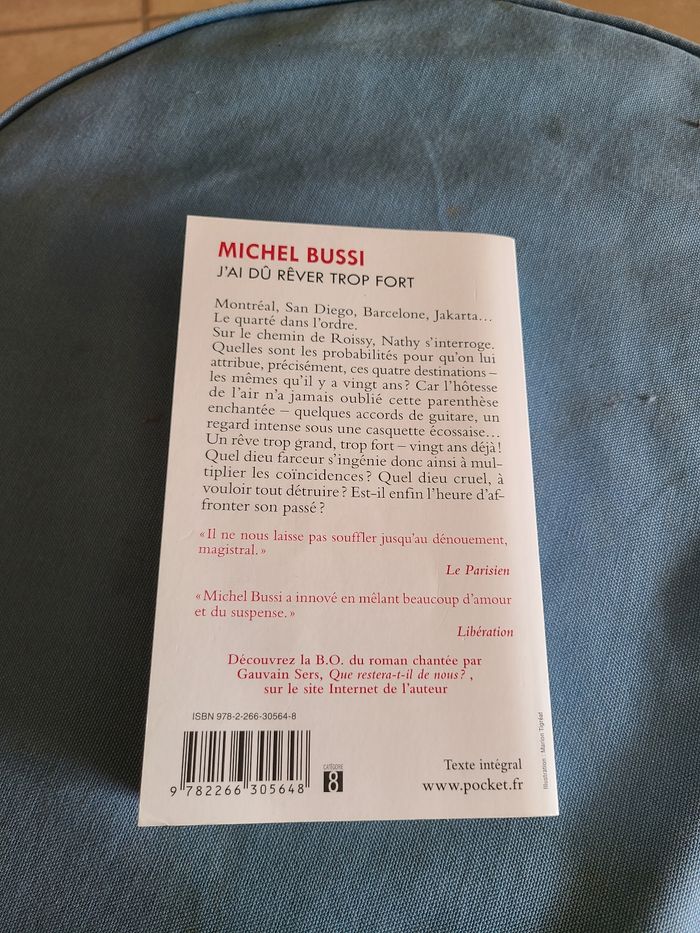 MICHEL BUSSI
J'AI DÛ RÊVER TROP FORT
Montréal, San Diego, Barcelone, Jakarta…
Le quarté dans l'ordre.
Sur le chemin de Roissy, Nathy s'interroge.
Quelles sont les probabilités pour qu'on lui
attribue, précisément, ces quatre destinations –
les mêmes qu'il y a vingt ans ? Car l'hôtesse
de l'air n'a jamais oublié cette parenthèse
enchantée – quelques accords de guitare, un
regard intense sous une casquette écossaise…
Un rêve trop grand, trop fort – vingt ans déjà !
Quel dieu farceur s'ingénie donc ainsi à mul-
tiplier les coïncidences ? Quel dieu cruel, à
vouloir tout détruire ? Est-il enfin l'heure d'af-
fronter son passé ?
« Il ne nous laisse pas souffler jusqu'au dénouement,
magistral. »
Le Parisien
« Michel Bussi a innové en mêlant beaucoup d'amour
et du suspense. »
Libération
Découvrez la B.O. du roman chantée par
Gauvain Sers, Que restera-t-il de nous ? ,
sur le site Internet de l'auteur
ISBN 978-2-266-30564-8
9 782266 305648
CATÉGORIE
8
Texte intégral
www.pocket.fr
Illustration : Marion Tigréat